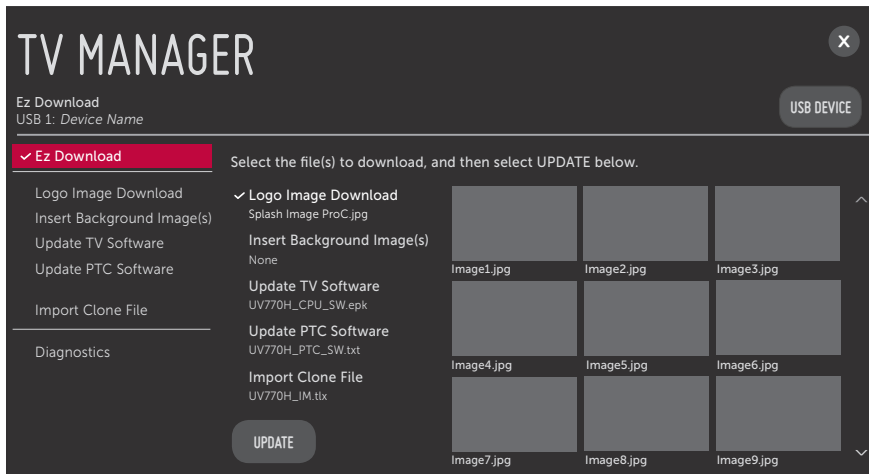 TV MANAGER
X
Ez Download
USB 1: Device Name
USB DEVICE
Ez Download
Logo Image Download
Insert Background Image(s)
Update TV Software
Update PTC Software
Import Clone File
Diagnostics
Select the file(s) to download, and then select UPDATE below.
Logo Image Download
Splash Image ProC.jpg
Insert Background Image(s)
None
Update TV Software
UV770H_CPU_SW.epk
Update PTC Software
UV770H_PTC_SW.txt
Import Clone File
UV770H_IM.tlx
UPDATE
Image1.jpg
Image2.jpg
Image3.jpg
Image4.jpg
Image5.jpg
Image6.jpg
Image7.jpg
Image8.jpg
Image9.jpg